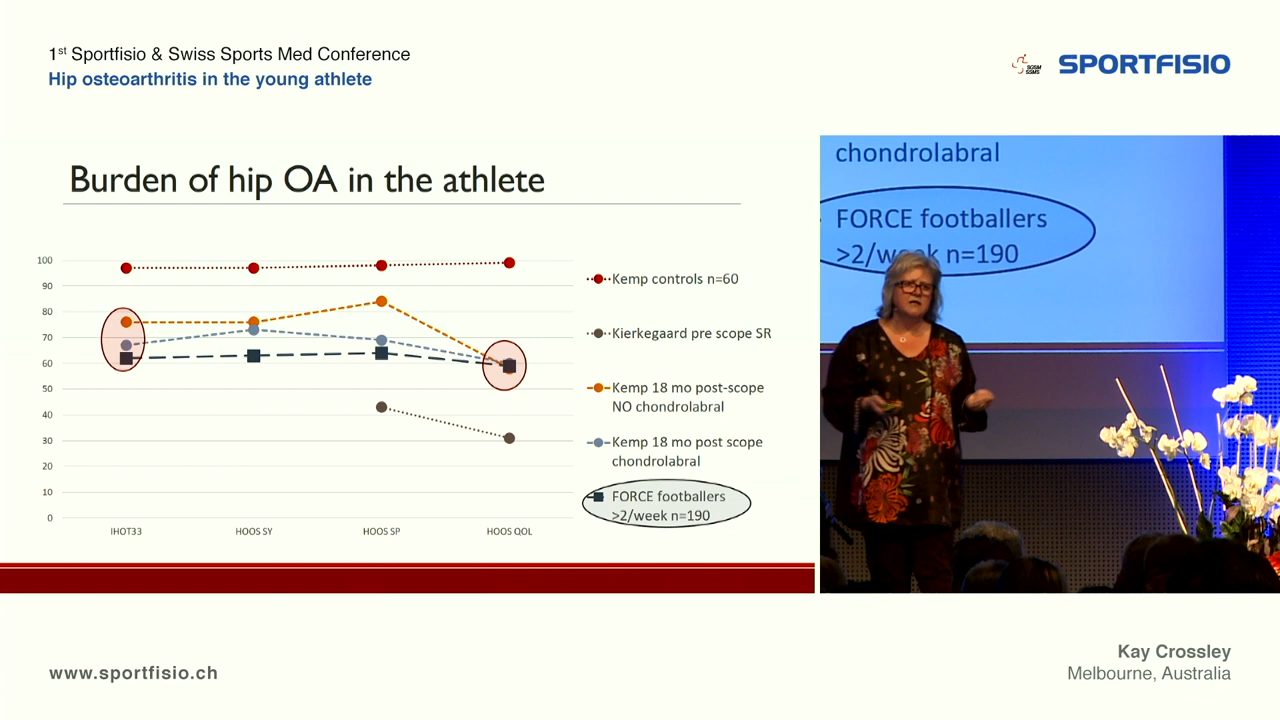 1st Sportfisio & Swiss Sports Med Conference
Hip osteoarthritis in the young athlete
SGSM
SSMS
SPORTFISIO
Burden of hip OA in the athlete
100
90
80
70
60
50
40
30
20
10
0
IHOT33
HOOS SY
HOOS SP
HOOS QOL
Kemp controls n=60
Kierkegaard pre scope SR
Kemp 18 mo post-scope
NO chondrolabral
Kemp 18 mo post scope
chondrolabral
FORCE footballers
>2/week n=190
chondrolabral
FORCE footballers
>2/week n=190
www.sportfisio.ch
Kay Crossley
Melbourne, Australia